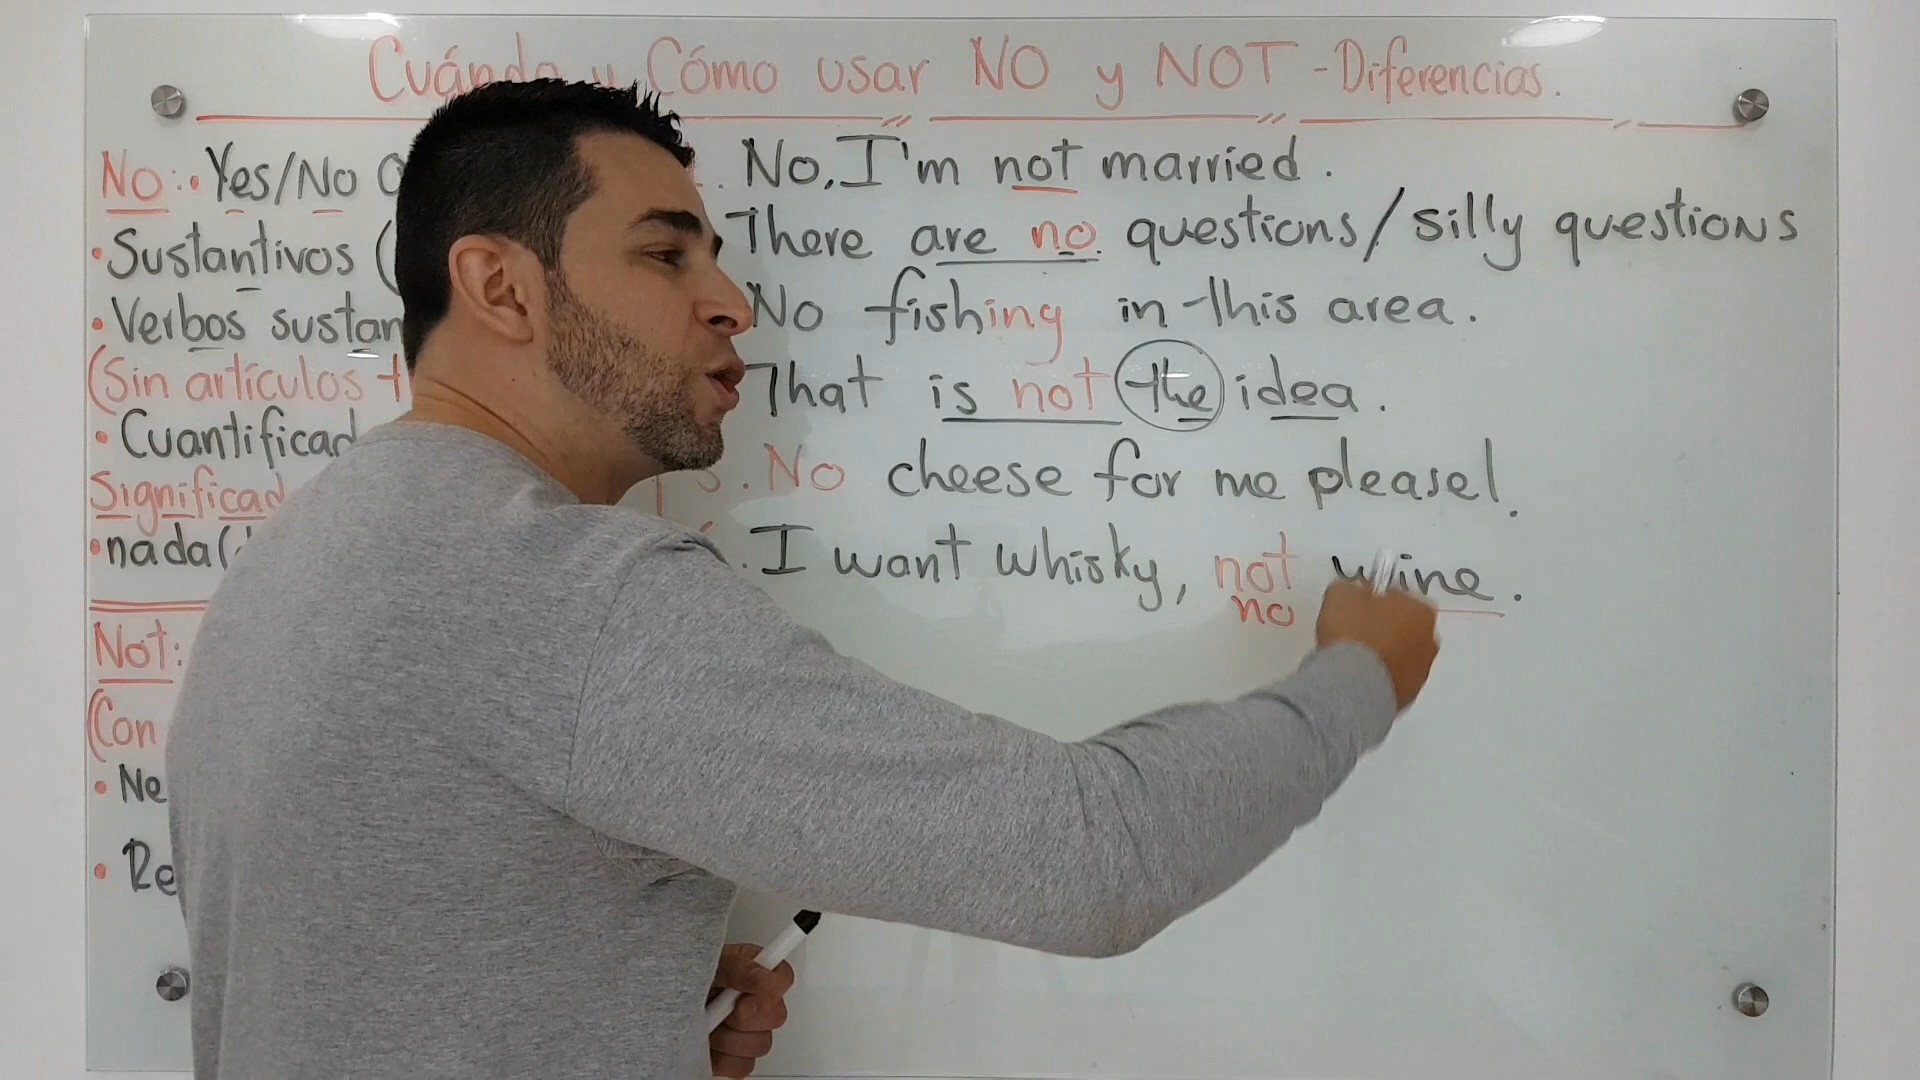 Cuándo y Cómo usar NO y NOT - Diferencias.
No: • Yes/No
• Sustantivos (
• Verbos sustan
(Sin artículos
• Cuantificad
Significad
• nada (
Not:
(Con
• Ne
• Re
. No, I'm not married.
There are no questions/silly questions
No fishing in this area.
That is not the idea.
5. No cheese for me please!
. I want whisky, not wine.
no